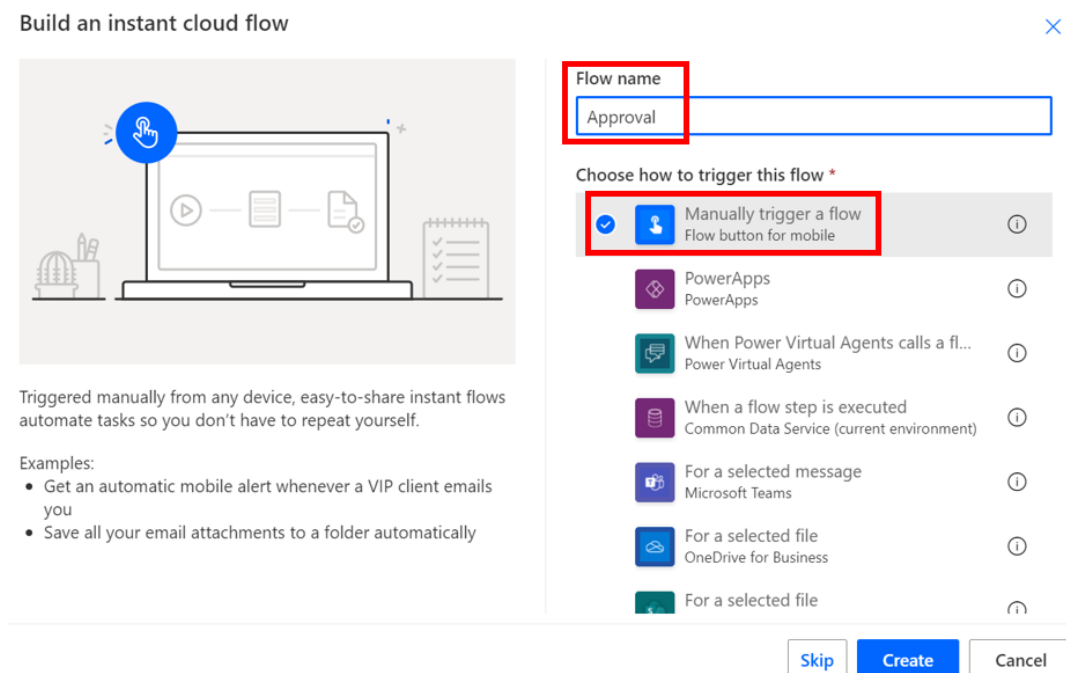 Build an instant cloud flow
Flow name
Approval
Choose how to trigger this flow *
Manually trigger a flow
Flow button for mobile
PowerApps
PowerApps
When Power Virtual Agents calls a fl...
Power Virtual Agents
When a flow step is executed
Common Data Service (current environment)
For a selected message
Microsoft Teams
For a selected file
OneDrive for Business
For a selected file
Triggered manually from any device, easy-to-share instant flows
automate tasks so you don't have to repeat yourself.
Examples:
• Get an automatic mobile alert whenever a VIP client emails
you
• Save all your email attachments to a folder automatically
Skip
Create
Cancel